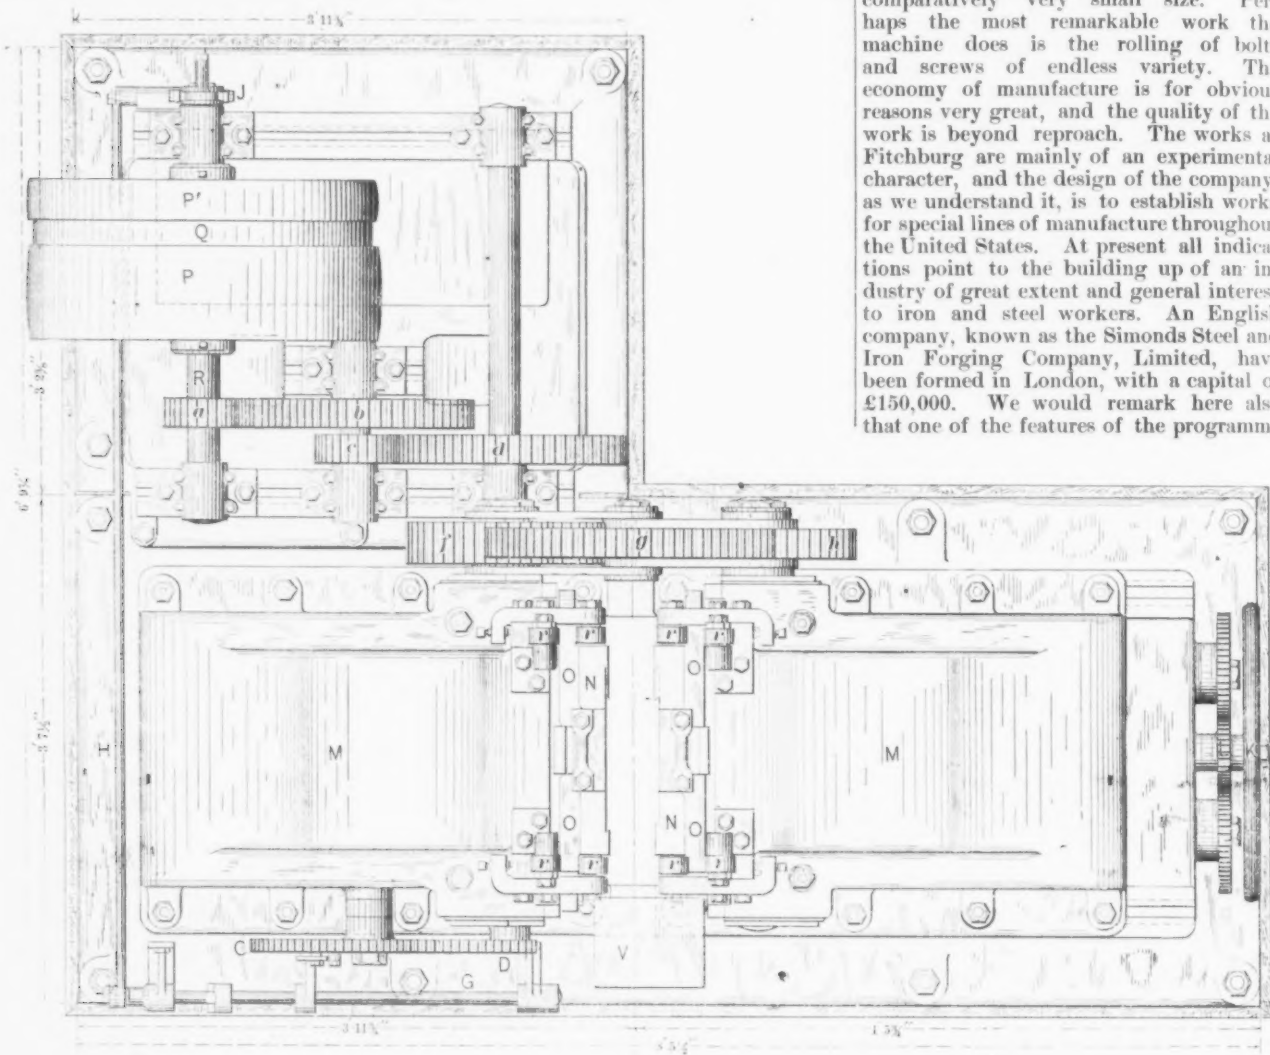 comparatively very small size. Per
haps the most remarkable work th
machine does is the rolling of bolt
and screws of endless variety. Th
economy of manufacture is for obviou
reasons very great, and the quality of th
work is beyond reproach. The works a
Fitchburg are mainly of an experimenta
character, and the design of the company
as we understand it, is to establish work
for special lines of manufacture throughou
the United States. At present all indica
tions point to the building up of an in
dustry of great extent and general interes
to iron and steel workers. An Englis
company, known as the Simonds Steel an
Iron Forging Company, Limited, hav
been formed in London, with a capital o
£150,000. We would remark here als
that one of the features of the programm
J
P'
Q
P
R
a b
c d
f g h
r r r r
O N O
M M
I K
O N O
r r r r
C D V
G